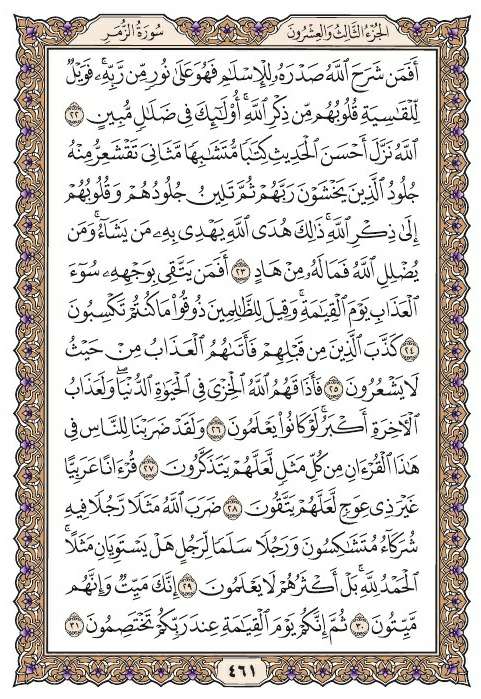 الجزء الثالث والعشرون
سورة الزمر
أَفَمَن شَرَحَ ٱللَّهُ صَدْرَهُۥ لِلْإِسْلَٰمِ فَهُوَ عَلَىٰ نُورٍ مِّن رَّبِّهِۦۚ فَوَيْلٌ
لِّلْقَٰسِيَةِ قُلُوبُهُم مِّن ذِكْرِ ٱللَّهِۚ أُو۟لَٰٓئِكَ فِى ضَلَٰلٍ مُّبِينٍ ٢٢
ٱللَّهُ نَزَّلَ أَحْسَنَ ٱلْحَدِيثِ كِتَٰبًا مُّتَشَٰبِهًا مَّثَانِىَ تَقْشَعِرُّ مِنْهُ
جُلُودُ ٱلَّذِينَ يَخْشَوْنَ رَبَّهُمْ ثُمَّ تَلِينُ جُلُودُهُمْ وَقُلُوبُهُمْ
إِلَىٰ ذِكْرِ ٱللَّهِۚ ذَٰلِكَ هُدَى ٱللَّهِ يَهْدِى بِهِۦ مَن يَشَآءُۚ وَمَن
يُضْلِلِ ٱللَّهُ فَمَا لَهُۥ مِنْ هَادٍ ٢٣ أَفَمَن يَتَّقِى بِوَجْهِهِۦ سُوٓءَ
ٱلْعَذَابِ يَوْمَ ٱلْقِيَٰمَةِۚ وَقِيلَ لِلظَّٰلِمِينَ ذُوقُوا۟ مَا كُنتُمْ تَكْسِبُونَ
٢٤ كَذَّبَ ٱلَّذِينَ مِن قَبْلِهِمْ فَأَتَىٰهُمُ ٱلْعَذَابُ مِنْ حَيْثُ
لَا يَشْعُرُونَ ٢٥ فَأَذَاقَهُمُ ٱللَّهُ ٱلْخِزْىَ فِى ٱلْحَيَوٰةِ ٱلدُّنْيَاۖ وَلَعَذَابُ
ٱلْءَاخِرَةِ أَكْبَرُۚ لَوْ كَانُوا۟ يَعْلَمُونَ ٢٦ وَلَقَدْ ضَرَبْنَا لِلنَّاسِ فِى
هَٰذَا ٱلْقُرْءَانِ مِن كُلِّ مَثَلٍ لَّعَلَّهُمْ يَتَذَكَّرُونَ ٢٧ قُرْءَانًا عَرَبِيًّا
غَيْرَ ذِى عِوَجٍ لَّعَلَّهُمْ يَتَّقُونَ ٢٨ ضَرَبَ ٱللَّهُ مَثَلًا رَّجُلًا فِيهِ
شُرَكَآءُ مُتَشَٰكِسُونَ وَرَجُلًا سَلَمًا لِّرَجُلٍ هَلْ يَسْتَوِيَانِ مَثَلًاۚ
ٱلْحَمْدُ لِلَّهِۚ بَلْ أَكْثَرُهُمْ لَا يَعْلَمُونَ ٢٩ إِنَّكَ مَيِّتٌ وَإِنَّهُم
مَّيِّتُونَ ٣٠ ثُمَّ إِنَّكُمْ يَوْمَ ٱلْقِيَٰمَةِ عِندَ رَبِّكُمْ تَخْتَصِمُونَ ٣١
٤٦١